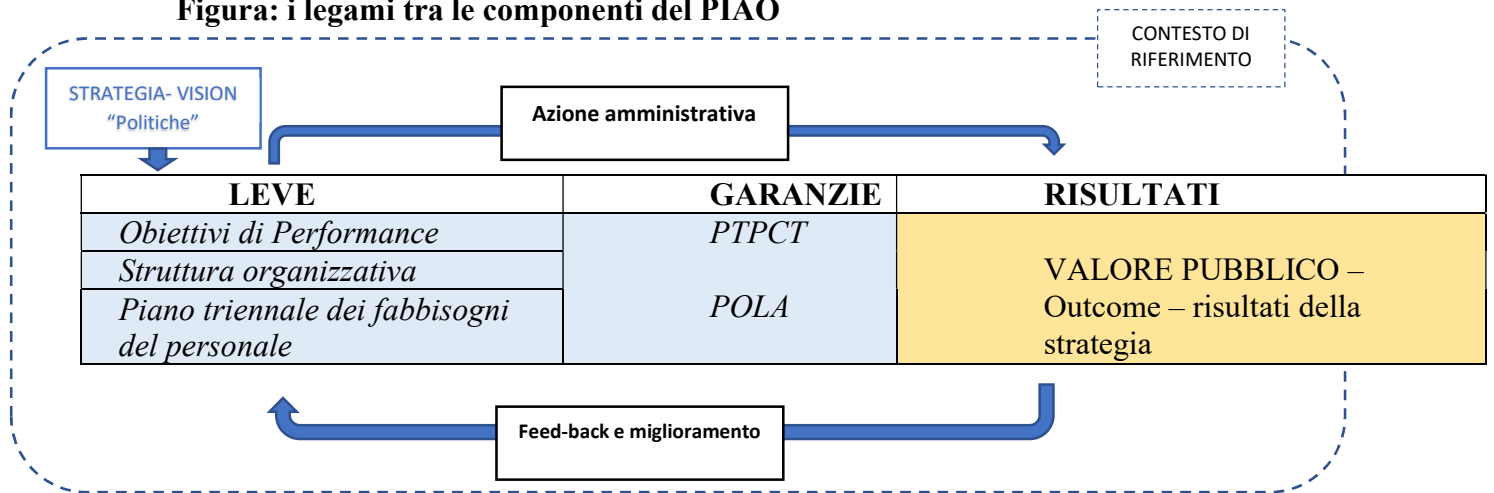 Figura: i legami tra le componenti del PIAO
CONTESTO DI
RIFERIMENTO
STRATEGIA- VISION
“Politiche”
Azione amministrativa
LEVE GARANZIE RISULTATI
Obiettivi di Performance PTPCT
Struttura organizzativa
Piano triennale dei fabbisogni
del personale
POLA
VALORE PUBBLICO –
Outcome – risultati della
strategia
Feed-back e miglioramento